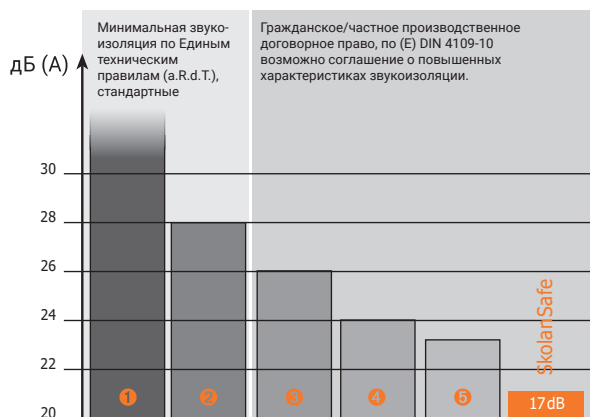 Минимальная звуко-
изоляция по Единым
техническим
правилам (a.R.d.T.),
стандартные
Гражданское/частное производственное
договорное право, по (E) DIN 4109-10
возможно соглашение о повышенных
характеристиках звукоизоляции.
дБ (A)
30
28
26
24
22
20
1
2
3
4
5
SkolanSafe
17dB